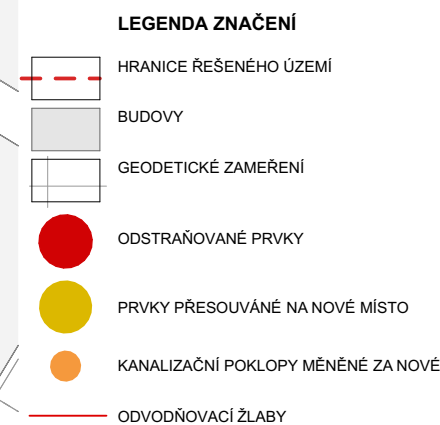 LEGENDA ZNAČENÍ
HRANICE ŘEŠENÉHO ÚZEMÍ
BUDOVY
GEODETICKÉ ZAMEŘENÍ
ODSTRAŇOVANÉ PRVKY
PRVKY PŘESOUVÁNÉ NA NOVÉ MÍSTO
KANALIZAČNÍ POKLOPY MĚNĚNÉ ZA NOVÉ
ODVODŇOVACÍ ŽLABY